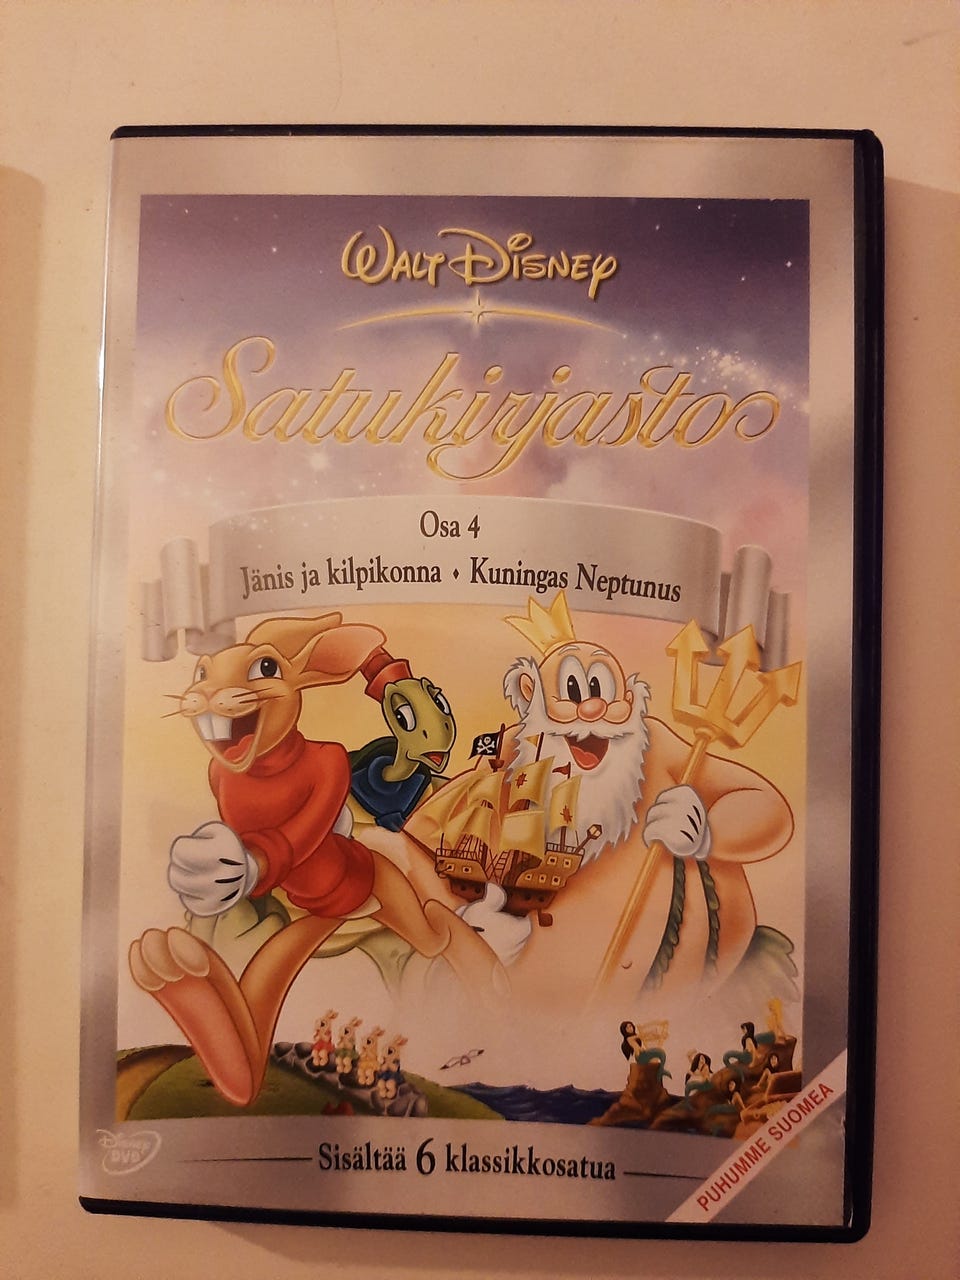 WALT DISNEY
Satukirjasto
Osa 4
Jänis ja kilpikonna • Kuningas Neptunus
Sisältää 6 klassikkosatua
DISNEY
DVD
PUHUMME SUOMEA